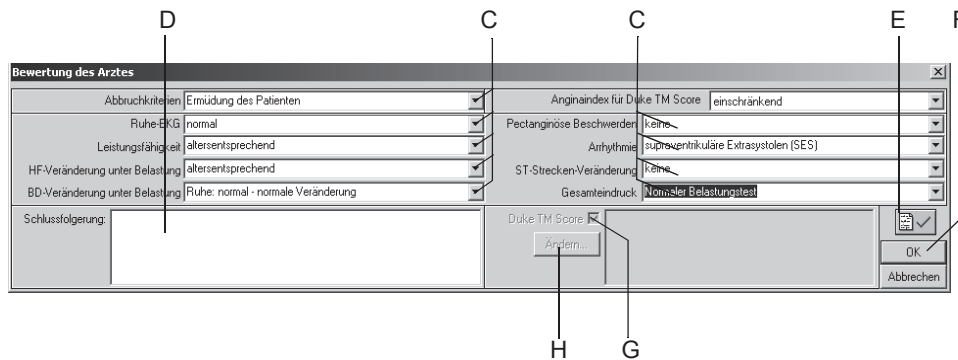 D C C E F
Bewertung des Arztes
Abbruchkriterien Ermüdung des Patienten Anginaindex für Duke TM Score einschränkend
Ruhe-EKG normal Pectanginöse Beschwerden keine
Leistungsfähigkeit altersentsprechend Arrhythmie supraventrikuläre Extrasystolen (SES)
HF-Veränderung unter Belastung altersentsprechend ST-Strecken-Veränderung keine
BD-Veränderung unter Belastung Ruhe: normal - normale Veränderung Gesamteindruck Normaler Belastungstest
Schlussfolgerung: Duke TM Score
Ändern...
OK
Abbrechen
H G